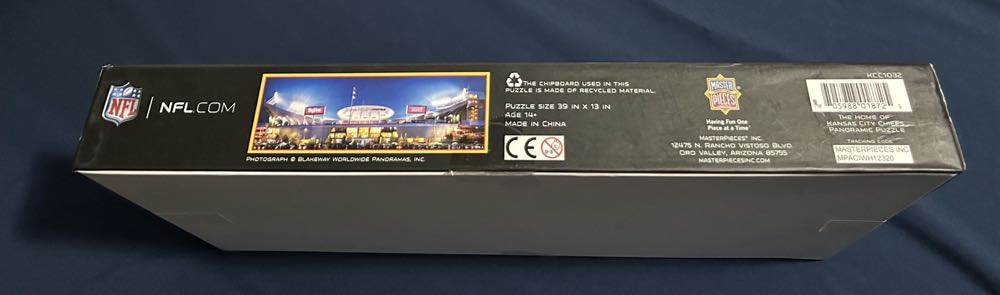 NFL
NFL.COM
PHOTOGRAPH © BLAKEWAY WORLDWIDE PANORAMAS, INC.
THE CHIPBOARD USED IN THIS
PUZZLE IS MADE OF RECYCLED MATERIAL.
PUZZLE SIZE 39 IN X 13 IN
AGE 14+
MADE IN CHINA
CE
0-3
MASTER
PIECES
Having Fun One
Piece at a Time
MASTERPIECES® INC
12475 N. RANCHO VISTOSO BLVD.
ORO VALLEY, ARIZONA 85755
MASTERPIECESINC.COM
KCC1032
05988 01872
THE HOME OF
KANSAS CITY CHIEFS
PANORAMIC PUZZLE
TRACKING CODE
MASTERPIECES INC
MPACIWH12320